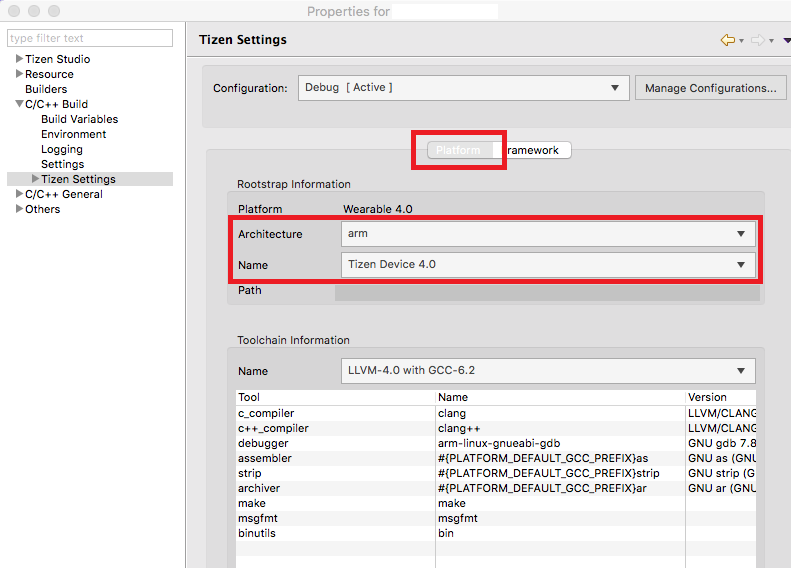 Properties for
type filter text
Tizen Studio
Resource
Builders
C/C++ Build
Build Variables
Environment
Logging
Settings
Tizen Settings
C/C++ General
Others
Tizen Settings
Configuration: Debug [ Active ] Manage Configurations...
Platform ramework
Rootstrap Information
Platform Wearable 4.0
Architecture arm
Name Tizen Device 4.0
Path
Toolchain Information
Name LLVM-4.0 with GCC-6.2
Tool Name Version
c_compiler clang LLVM/CLANG
c++_compiler clang++ LLVM/CLANG
debugger arm-linux-gnueabi-gdb GNU gdb 7.8
assembler #{PLATFORM_DEFAULT_GCC_PREFIX}as GNU as (GNU
strip #{PLATFORM_DEFAULT_GCC_PREFIX}strip GNU strip (G
archiver #{PLATFORM_DEFAULT_GCC_PREFIX}ar GNU ar (GNU
make make
msgfmt msgfmt
binutils bin